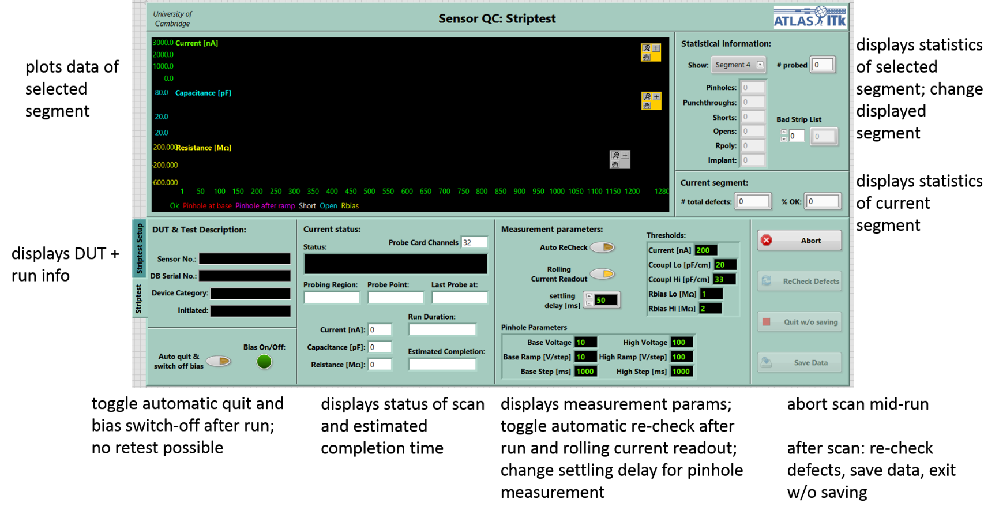 University of
Cambridge
Sensor QC: Striptest
ATLAS ITk
plots data of
selected
segment
3000.0 Current [nA]
2000.0
1000.0
0.0
80.0 Capacitance [pF]
20.0
-20.0
200.000 Resistance [MΩ]
-200.000
-600.000
1 50 100 150 200 250 300 350 400 450 500 550 600 650 700 750 800 850 900 950 1000 1050 1100 1150 1200 1280
Ok Pinhole at base Pinhole after ramp Short Open Rbias
Statistical information:
Show: Segment 4 # probed 0
Pinholes: 0
Punchthroughs: 0
Shorts: 0
Opens: 0
Rpoly: 0
Implant: 0
Bad Strip List
0 0
displays statistics
of selected
segment; change
displayed
segment
Current segment:
# total defects: 0 % OK: 0
displays statistics
of current
segment
displays DUT +
run info
Striptest Setup
Striptest
DUT & Test Description:
Sensor No.:
DB Serial No.:
Device Category:
Initiated:
Auto quit &
switch off bias
Bias On/Off:
Current status:
Probe Card Channels 32
Status:
Probing Region: Probe Point: Last Probe at:
Run Duration:
Current [nA]: 0
Capacitance [pF]: 0
Estimated Completion:
Reistance [MΩ]: 0
Measurement parameters:
Auto ReCheck
Rolling
Current Readout
settling
delay [ms] 50
Thresholds:
Current [nA] 200
Ccoupl Lo [pF/cm] 20
Ccoupl Hi [pF/cm] 33
Rbias Lo [MΩ] 1
Rbias Hi [MΩ] 2
Pinhole Parameters
Base Voltage 10 High Voltage 100
Base Ramp [V/step] 10 High Ramp [V/step] 100
Base Step [ms] 1000 High Step [ms] 1000
Abort
ReCheck Defects
Quit w/o saving
Save Data
toggle automatic quit and
bias switch-off after run;
no retest possible
displays status of scan
and estimated
completion time
displays measurement params;
toggle automatic re-check after
run and rolling current readout;
change settling delay for pinhole
measurement
abort scan mid-run
after scan: re-check
defects, save data, exit
w/o saving